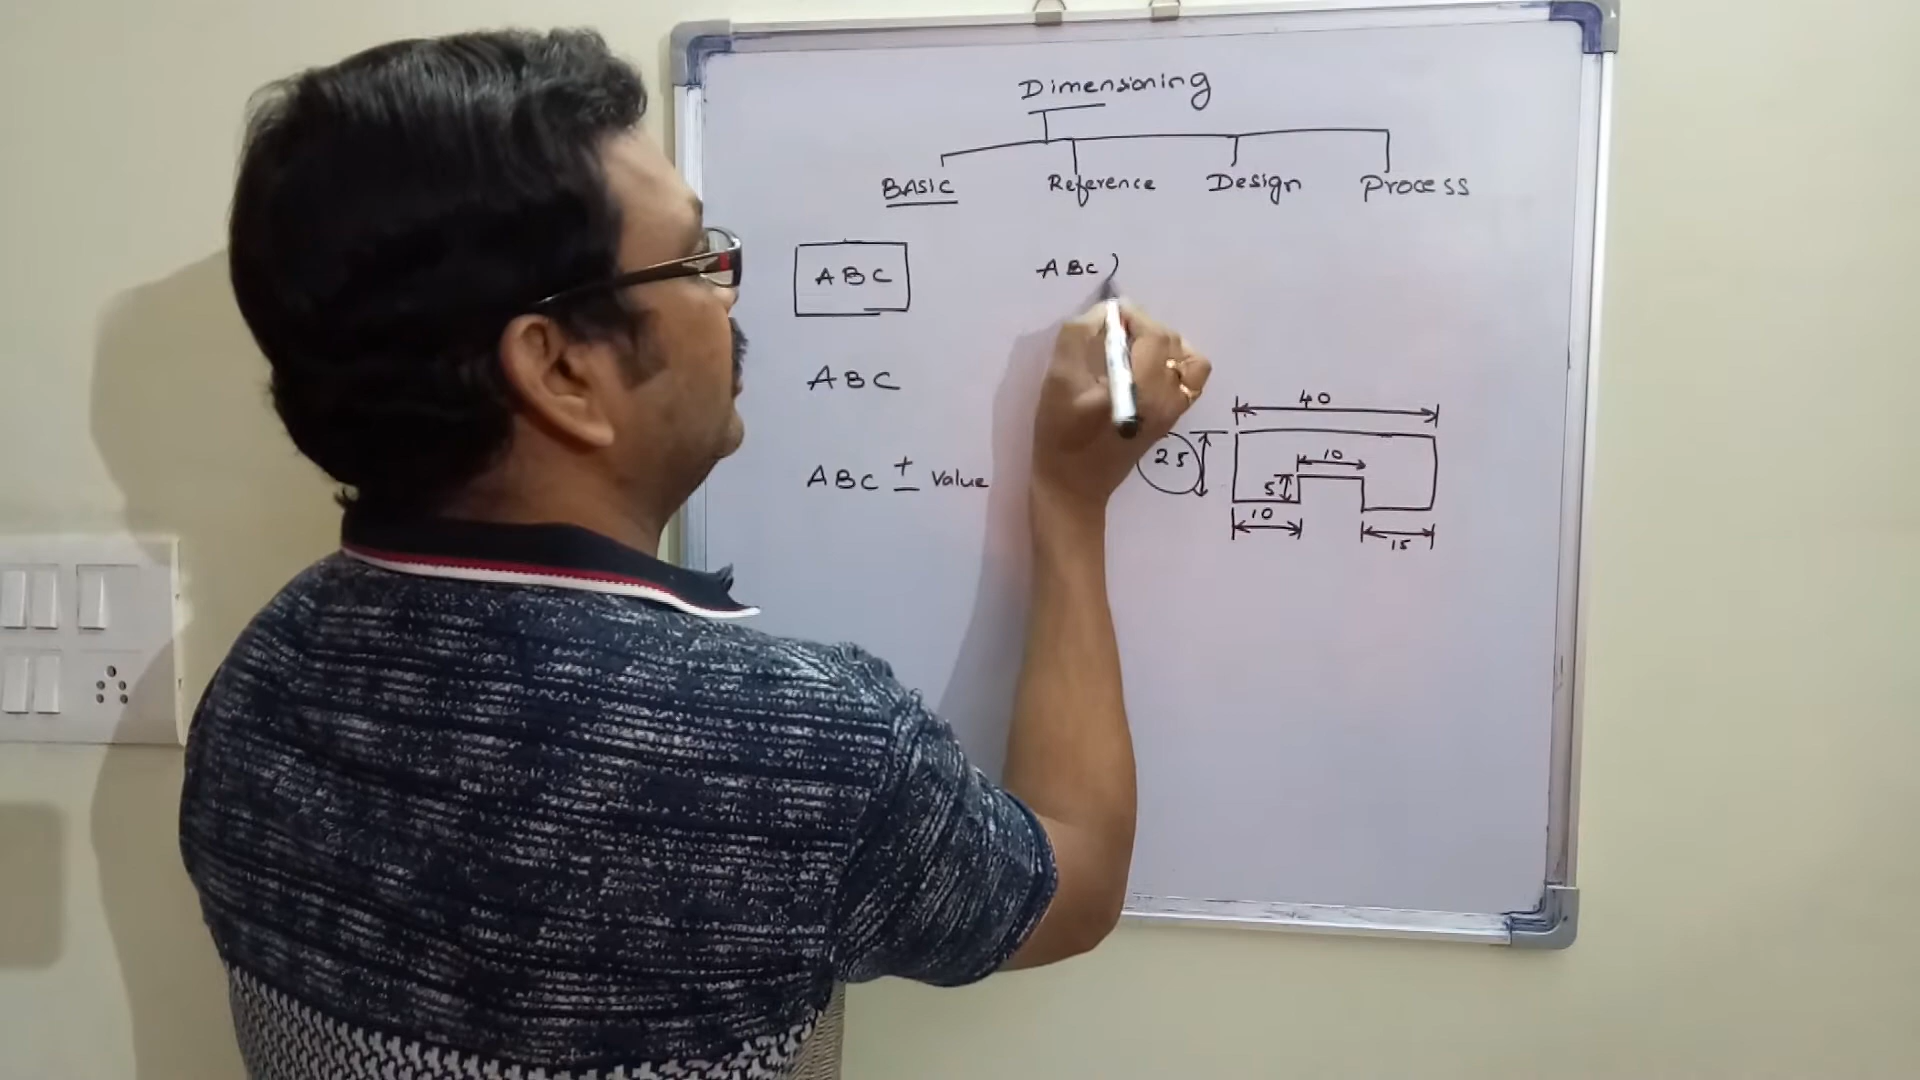 Dimensioning
BASIC Reference Design Process
ABC ABC)
ABC
ABC ± Value
40
25 10
5
10
15